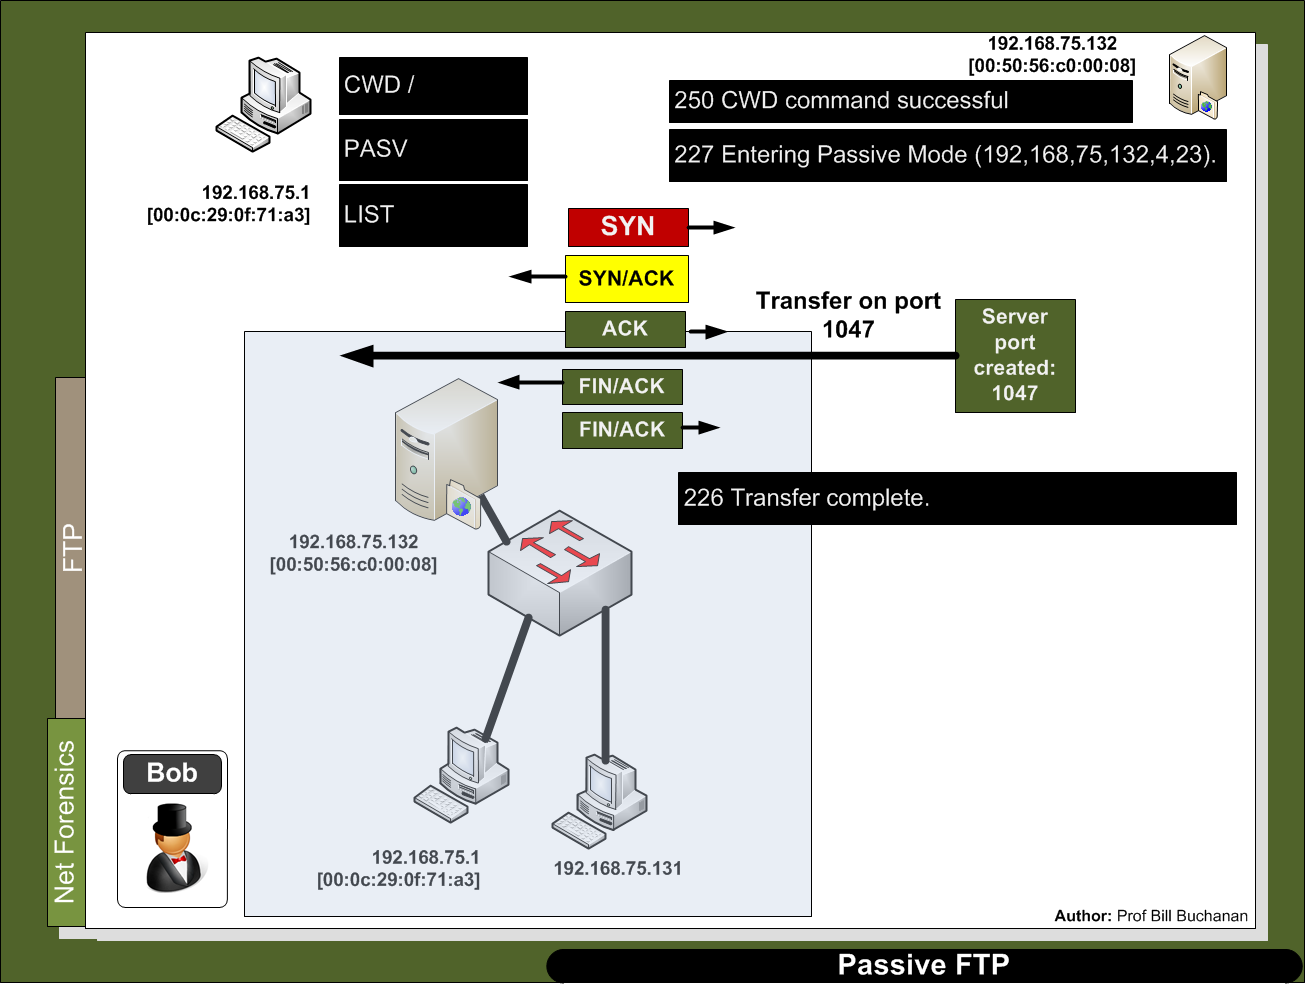 192.168.75.132
[00:50:56:c0:00:08]
CWD /
250 CWD command successful
PASV
227 Entering Passive Mode (192,168,75,132,4,23).
192.168.75.1
[00:0c:29:0f:71:a3]
LIST
SYN
SYN/ACK
Transfer on port
1047
ACK
Server
port
created:
1047
FIN/ACK
FIN/ACK
226 Transfer complete.
192.168.75.132
[00:50:56:c0:00:08]
FTP
Net Forensics
Bob
192.168.75.1
[00:0c:29:0f:71:a3]
192.168.75.131
Author: Prof Bill Buchanan
Passive FTP